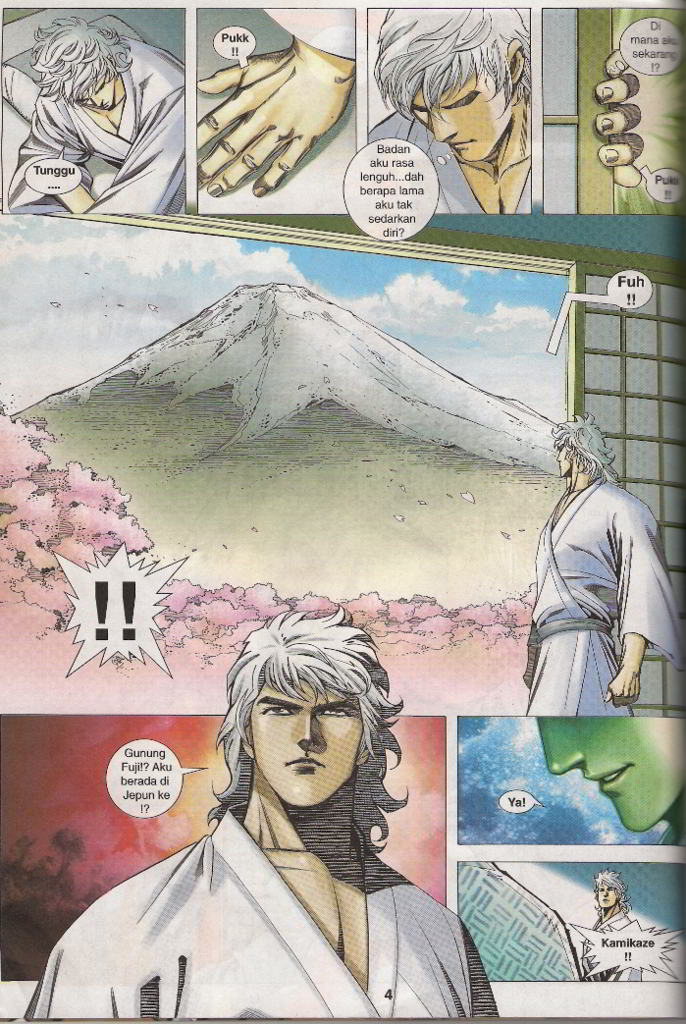 Tunggu
....
Pukk
!!
Badan
aku rasa
lenguh...dah
berapa lama
aku tak
sedarkan
diri?
Di
mana aku
sekarang
!?
Pukk
!!
Fuh
!!
!!
Gunung
Fuji!? Aku
berada di
Jepun ke
!?
Ya!
Kamikaze
!!
4